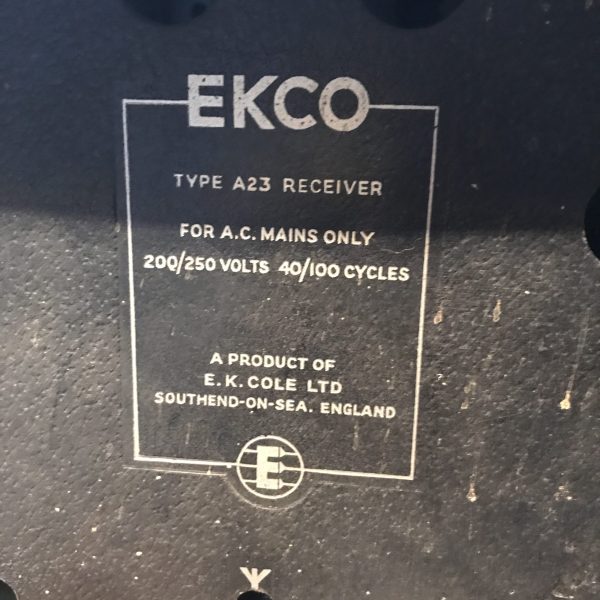 EKCO
TYPE A23 RECEIVER
FOR A.C. MAINS ONLY
200/250 VOLTS 40/100 CYCLES
A PRODUCT OF
E. K. COLE LTD
SOUTHEND-ON-SEA. ENGLAND
E